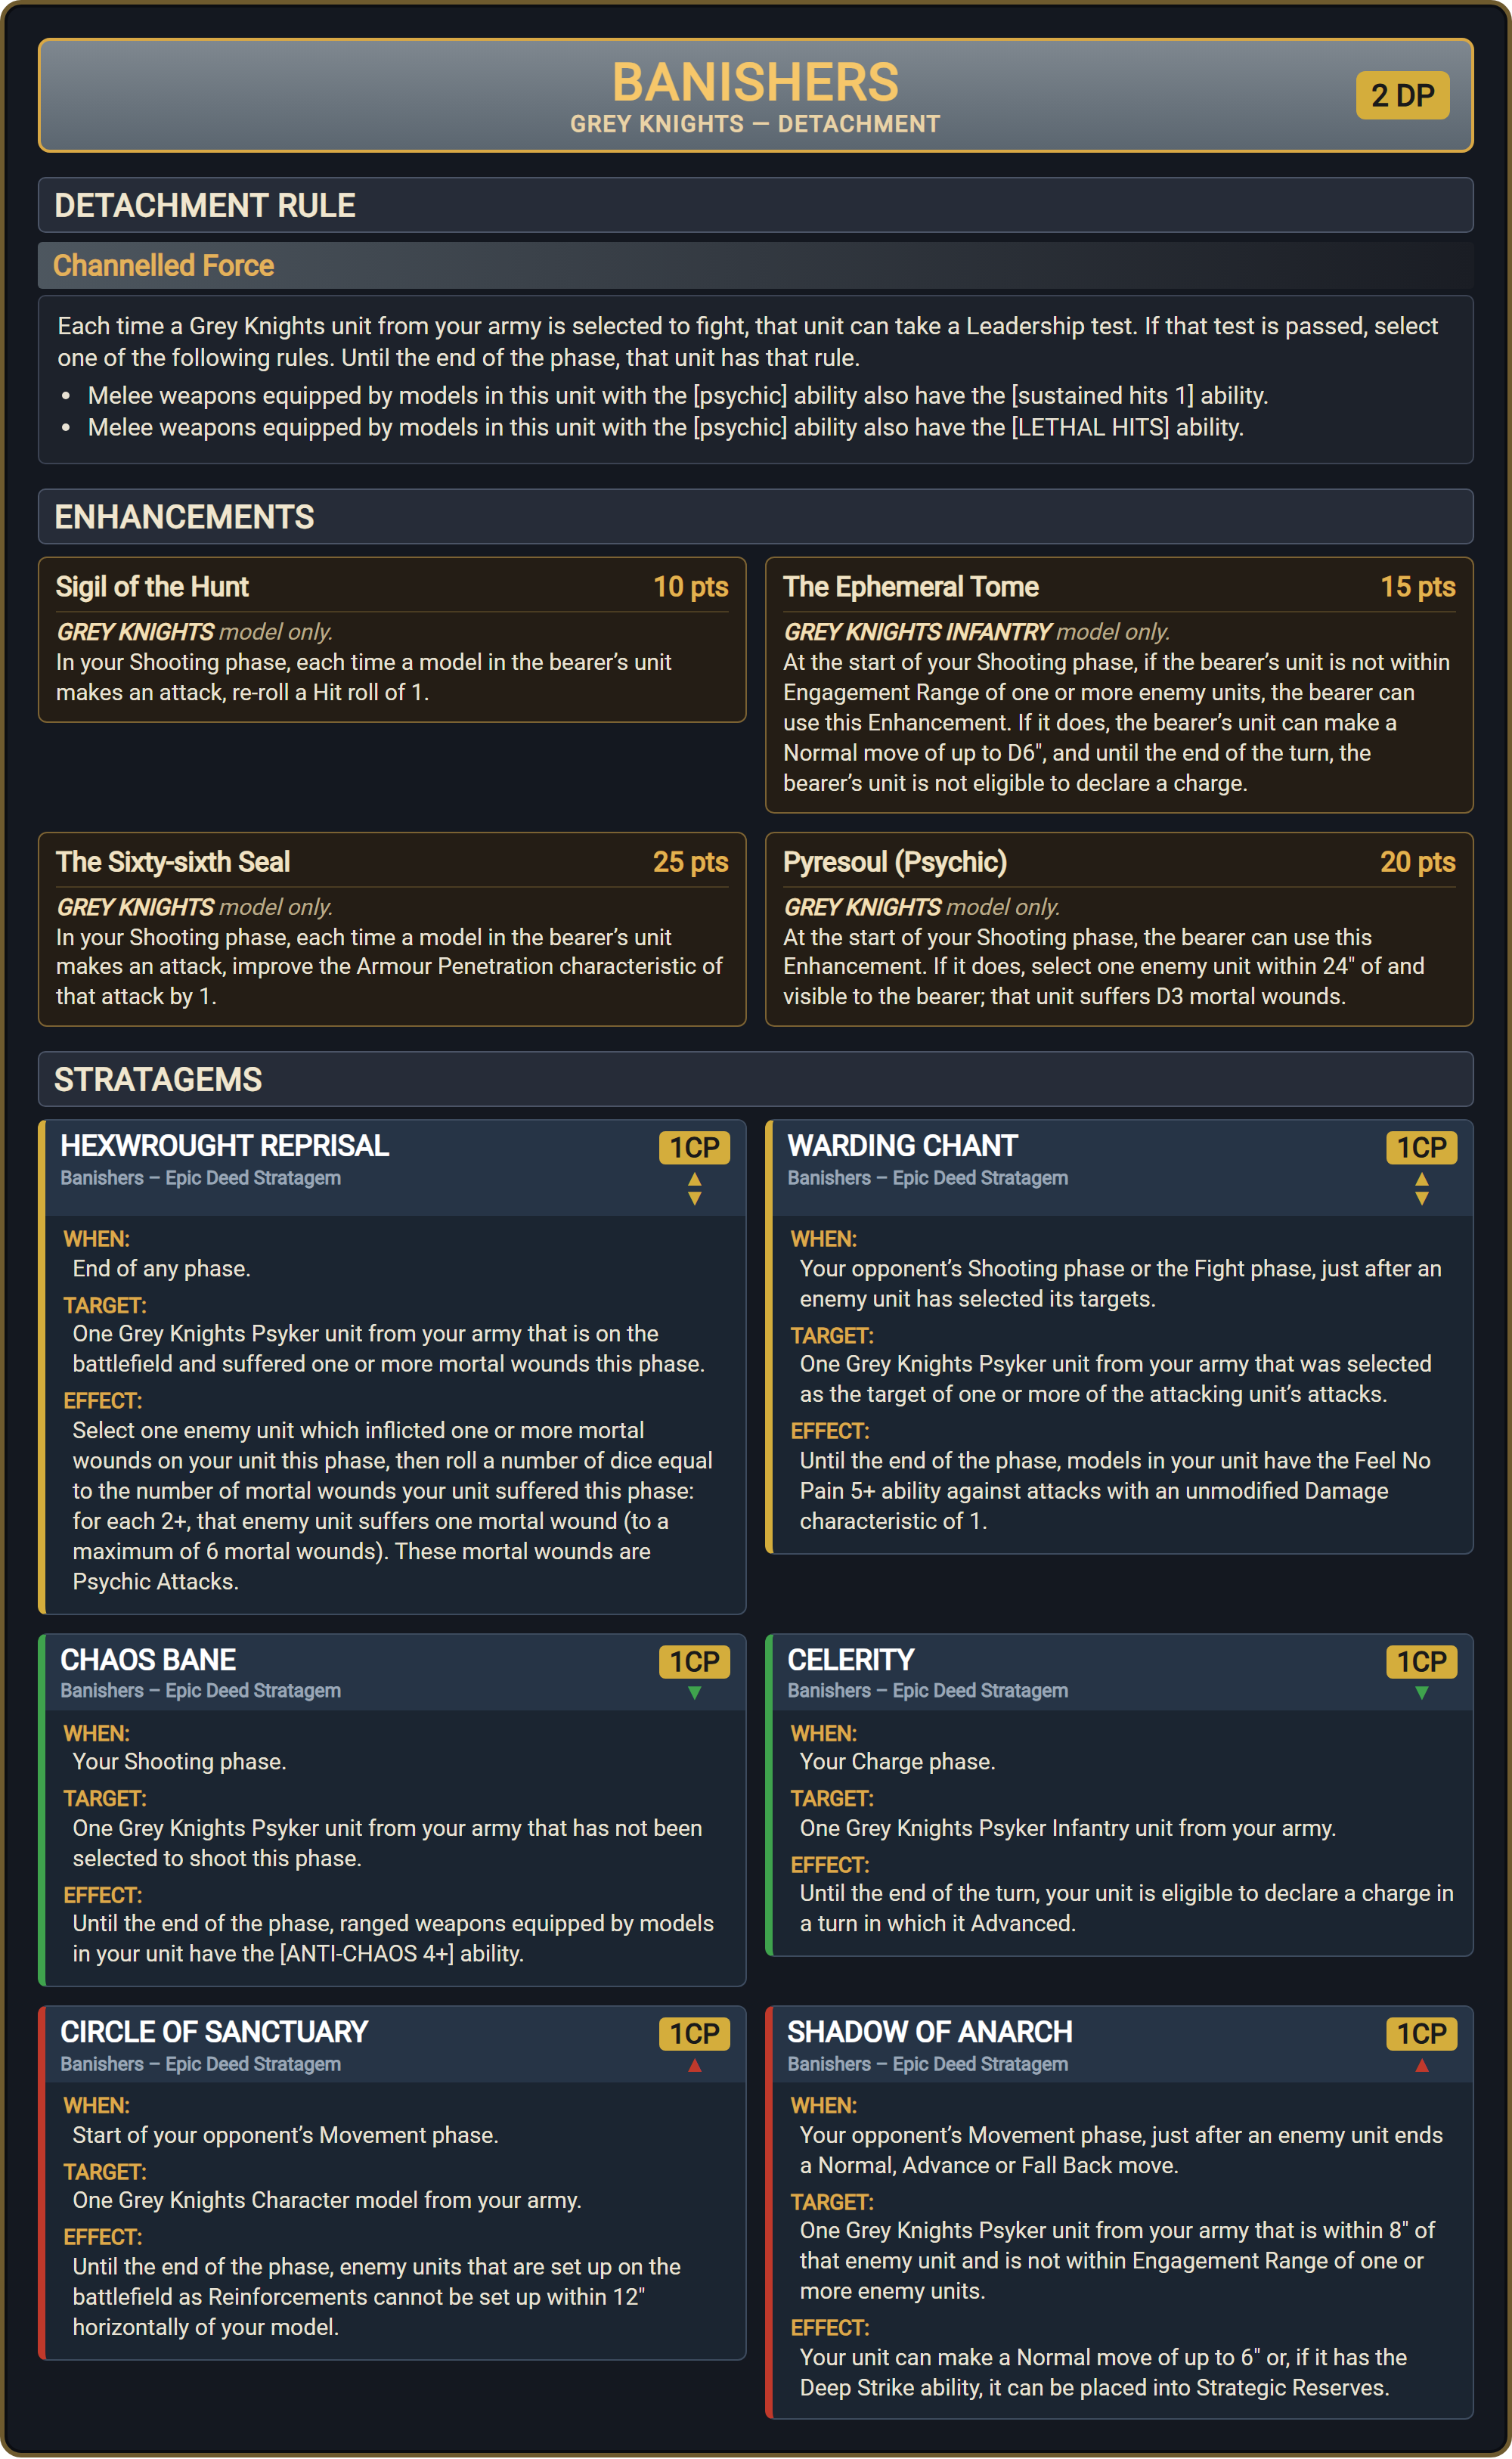 BANISHERS
GREY KNIGHTS — DETACHMENT
2 DP
DETACHMENT RULE
Channelled Force
Each time a Grey Knights unit from your army is selected to fight, that unit can take a Leadership test. If that test is passed, select
one of the following rules. Until the end of the phase, that unit has that rule.
• Melee weapons equipped by models in this unit with the [psychic] ability also have the [sustained hits 1] ability.
• Melee weapons equipped by models in this unit with the [psychic] ability also have the [LETHAL HITS] ability.
ENHANCEMENTS
Sigil of the Hunt
10 pts
GREY KNIGHTS model only.
In your Shooting phase, each time a model in the bearer’s unit
makes an attack, re-roll a Hit roll of 1.
The Ephemeral Tome
15 pts
GREY KNIGHTS INFANTRY model only.
At the start of your Shooting phase, if the bearer’s unit is not within
Engagement Range of one or more enemy units, the bearer can
use this Enhancement. If it does, the bearer’s unit can make a
Normal move of up to D6", and until the end of the turn, the
bearer’s unit is not eligible to declare a charge.
The Sixty-sixth Seal
25 pts
GREY KNIGHTS model only.
In your Shooting phase, each time a model in the bearer’s unit
makes an attack, improve the Armour Penetration characteristic of
that attack by 1.
Pyresoul (Psychic)
20 pts
GREY KNIGHTS model only.
At the start of your Shooting phase, the bearer can use this
Enhancement. If it does, select one enemy unit within 24" of and
visible to the bearer; that unit suffers D3 mortal wounds.
STRATAGEMS
HEXWROUGHT REPRISAL
1CP
Banishers – Epic Deed Stratagem
WHEN:
End of any phase.
TARGET:
One Grey Knights Psyker unit from your army that is on the
battlefield and suffered one or more mortal wounds this phase.
EFFECT:
Select one enemy unit which inflicted one or more mortal
wounds on your unit this phase, then roll a number of dice equal
to the number of mortal wounds your unit suffered this phase:
for each 2+, that enemy unit suffers one mortal wound (to a
maximum of 6 mortal wounds). These mortal wounds are
Psychic Attacks.
WARDING CHANT
1CP
Banishers – Epic Deed Stratagem
WHEN:
Your opponent’s Shooting phase or the Fight phase, just after an
enemy unit has selected its targets.
TARGET:
One Grey Knights Psyker unit from your army that was selected
as the target of one or more of the attacking unit’s attacks.
EFFECT:
Until the end of the phase, models in your unit have the Feel No
Pain 5+ ability against attacks with an unmodified Damage
characteristic of 1.
CHAOS BANE
1CP
Banishers – Epic Deed Stratagem
WHEN:
Your Shooting phase.
TARGET:
One Grey Knights Psyker unit from your army that has not been
selected to shoot this phase.
EFFECT:
Until the end of the phase, ranged weapons equipped by models
in your unit have the [ANTI-CHAOS 4+] ability.
CELERITY
1CP
Banishers – Epic Deed Stratagem
WHEN:
Your Charge phase.
TARGET:
One Grey Knights Psyker Infantry unit from your army.
EFFECT:
Until the end of the turn, your unit is eligible to declare a charge in
a turn in which it Advanced.
CIRCLE OF SANCTUARY
1CP
Banishers – Epic Deed Stratagem
WHEN:
Start of your opponent’s Movement phase.
TARGET:
One Grey Knights Character model from your army.
EFFECT:
Until the end of the phase, enemy units that are set up on the
battlefield as Reinforcements cannot be set up within 12"
horizontally of your model.
SHADOW OF ANARCH
1CP
Banishers – Epic Deed Stratagem
WHEN:
Your opponent’s Movement phase, just after an enemy unit ends
a Normal, Advance or Fall Back move.
TARGET:
One Grey Knights Psyker unit from your army that is within 8" of
that enemy unit and is not within Engagement Range of one or
more enemy units.
EFFECT:
Your unit can make a Normal move of up to 6" or, if it has the
Deep Strike ability, it can be placed into Strategic Reserves.